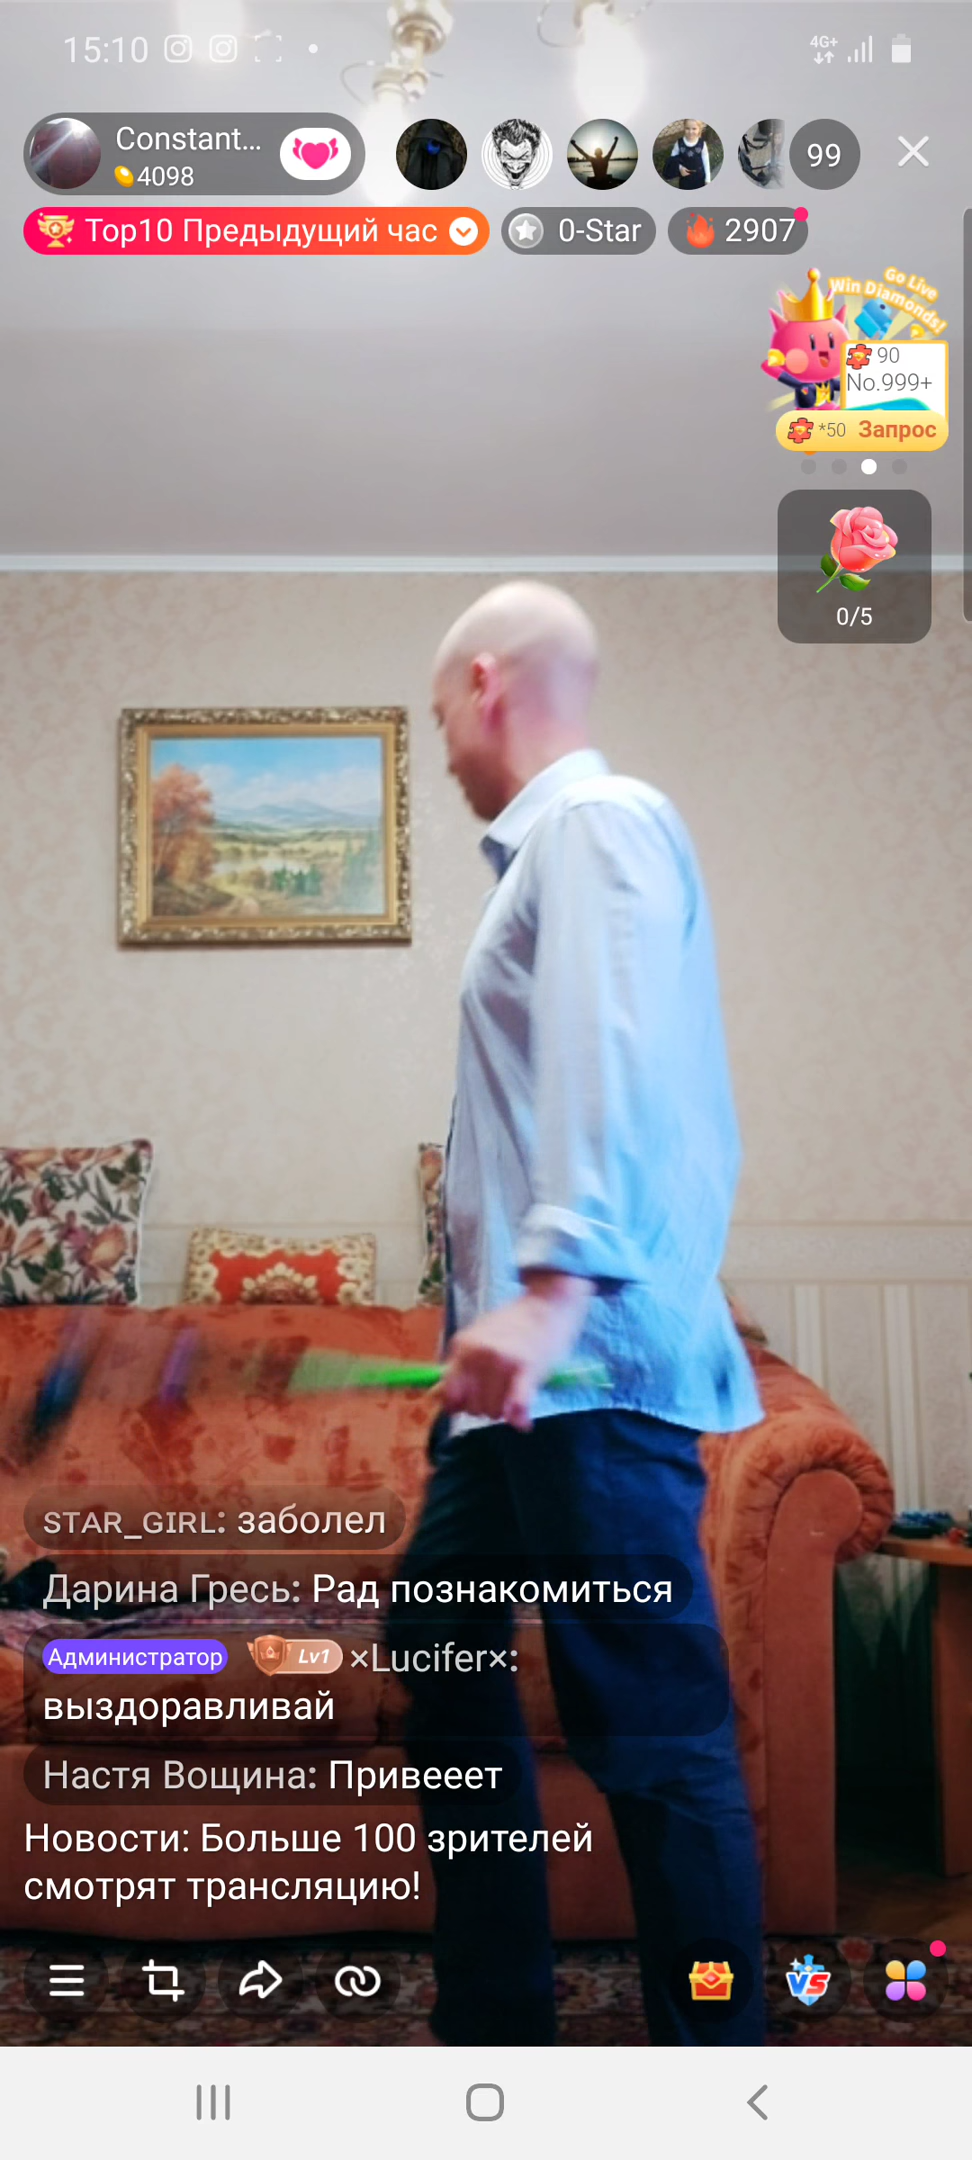 15:10
4G+
Constant...
4098
99
Top10 Предыдущий час
0-Star
2907
Go Live
Win Diamonds!
90
No.999+
*50 Запрос
0/5
STAR_GIRL: заболел
Дарина Гресь: Рад познакомиться
Администратор Lv1 ×Lucifer×:
выздоравливай
Настя Вощина: Привееет
Новости: Больше 100 зрителей
смотрят трансляцию!
VS